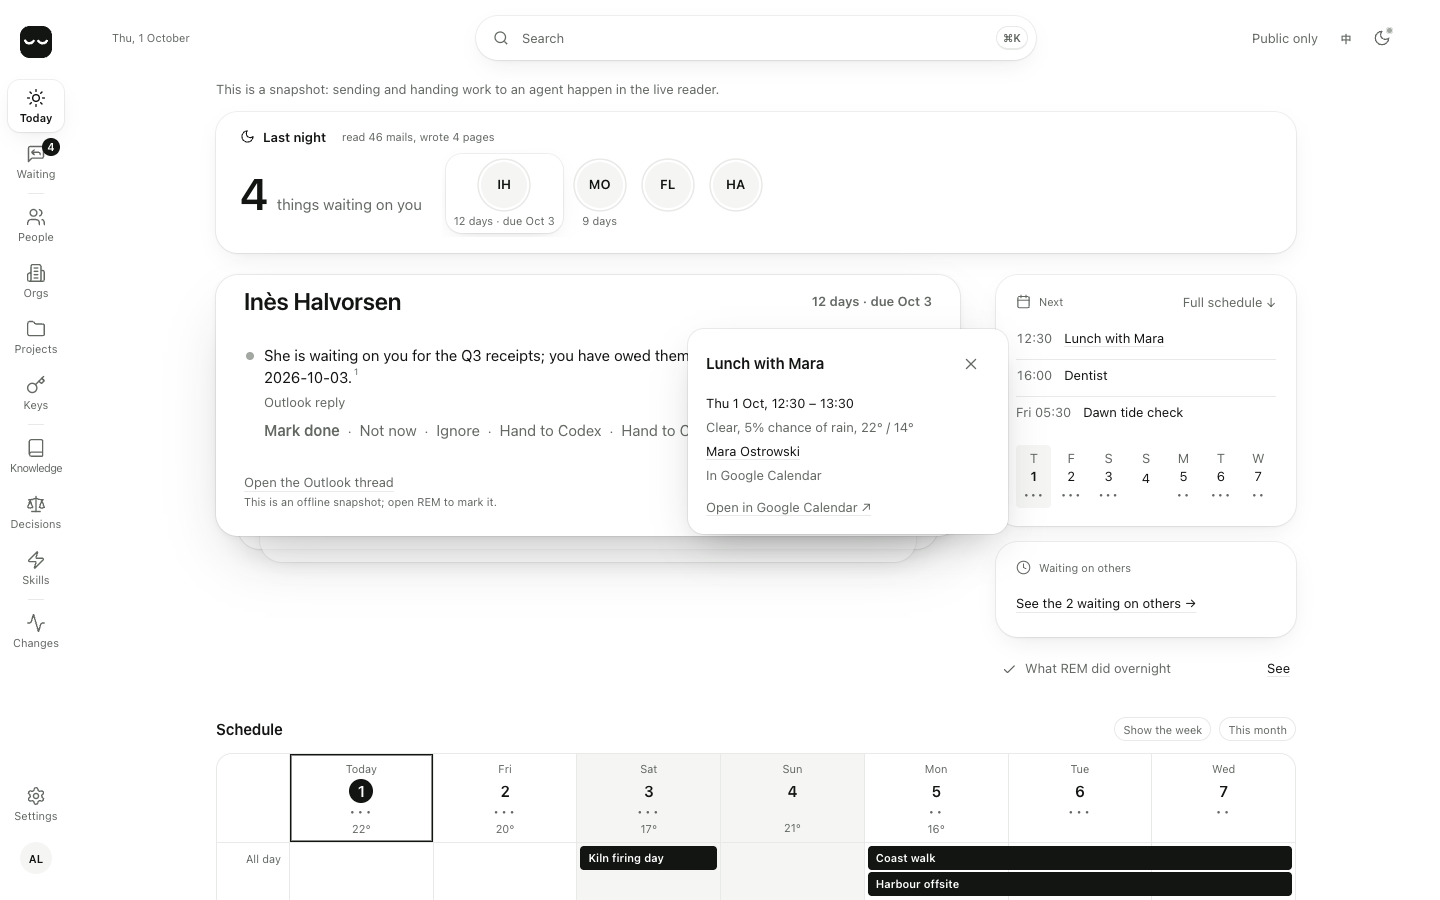 Thu, 1 October
Search
⌘K
Public only
中
Today
4
Waiting
People
Orgs
Projects
Keys
Knowledge
Decisions
Skills
Changes
Settings
AL
This is a snapshot: sending and handing work to an agent happen in the live reader.
Last night read 46 mails, wrote 4 pages
4 things waiting on you
IH
12 days · due Oct 3
MO
9 days
FL
HA
Inès Halvorsen
12 days · due Oct 3
She is waiting on you for the Q3 receipts; you have owed them
2026-10-03. 1
Outlook reply
Mark done · Not now · Ignore · Hand to Codex · Hand to C
Open the Outlook thread
This is an offline snapshot; open REM to mark it.
Lunch with Mara
Thu 1 Oct, 12:30 – 13:30
Clear, 5% chance of rain, 22° / 14°
Mara Ostrowski
In Google Calendar
Open in Google Calendar ↗
Next
Full schedule ↓
12:30 Lunch with Mara
16:00 Dentist
Fri 05:30 Dawn tide check
T F S S M T W
1 2 3 4 5 6 7
Waiting on others
See the 2 waiting on others →
What REM did overnight
See
Schedule
Show the week
This month
Today Fri Sat Sun Mon Tue Wed
1 2 3 4 5 6 7
22° 20° 17° 21° 16°
All day
Kiln firing day
Coast walk
Harbour offsite